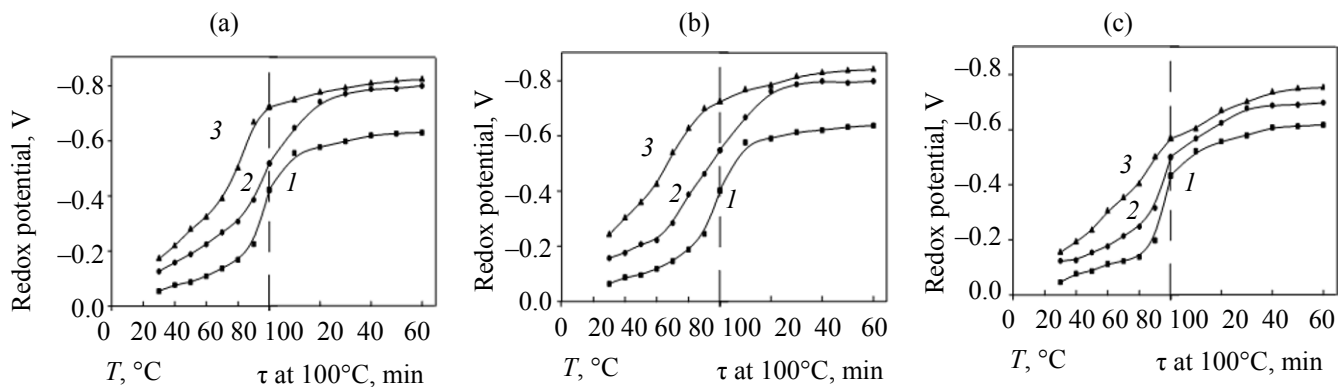 (a)
Redox potential, V
–0.8
–0.6
–0.4
–0.2
0.0
3
2
1
0 20 40 60 80 100 20 40 60
T, °C
τ at 100°C, min
(b)
Redox potential, V
–0.8
–0.6
–0.4
–0.2
0.0
3
2
1
0 20 40 60 80 100 20 40 60
T, °C
τ at 100°C, min
(c)
Redox potential, V
–0.8
–0.6
–0.4
–0.2
0.0
3
2
1
0 20 40 60 80 100 20 40 60
T, °C
τ at 100°C, min